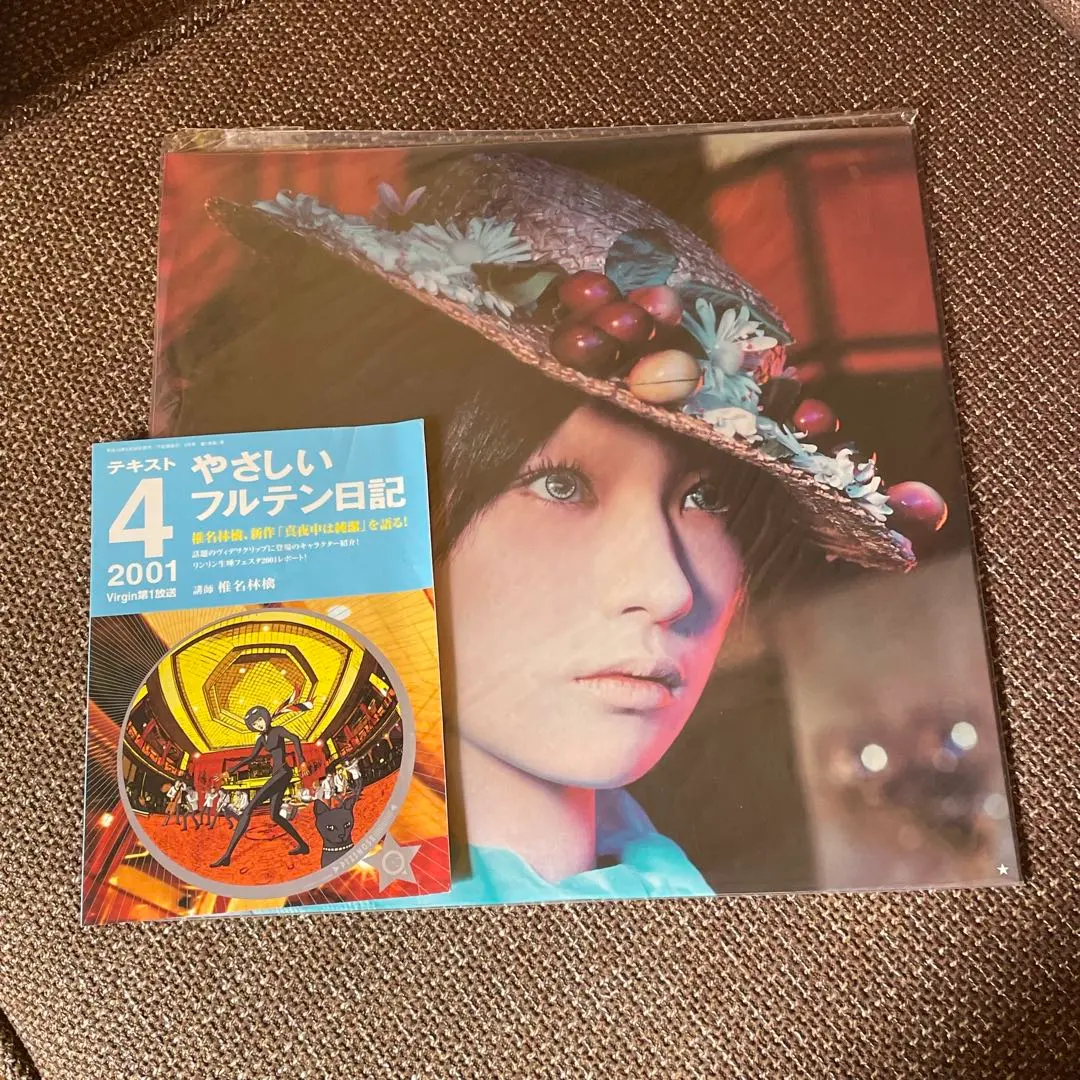 テキスト
4
2001
Virgin第1放送
やさしい
フルテン日記
椎名林檎、新作「真夜中は純潔」を語る!
話題のヴィデヲクリップに登場のキャラクター紹介!
リンリン生球フェスタ2001レポート!
講師 椎名林檎